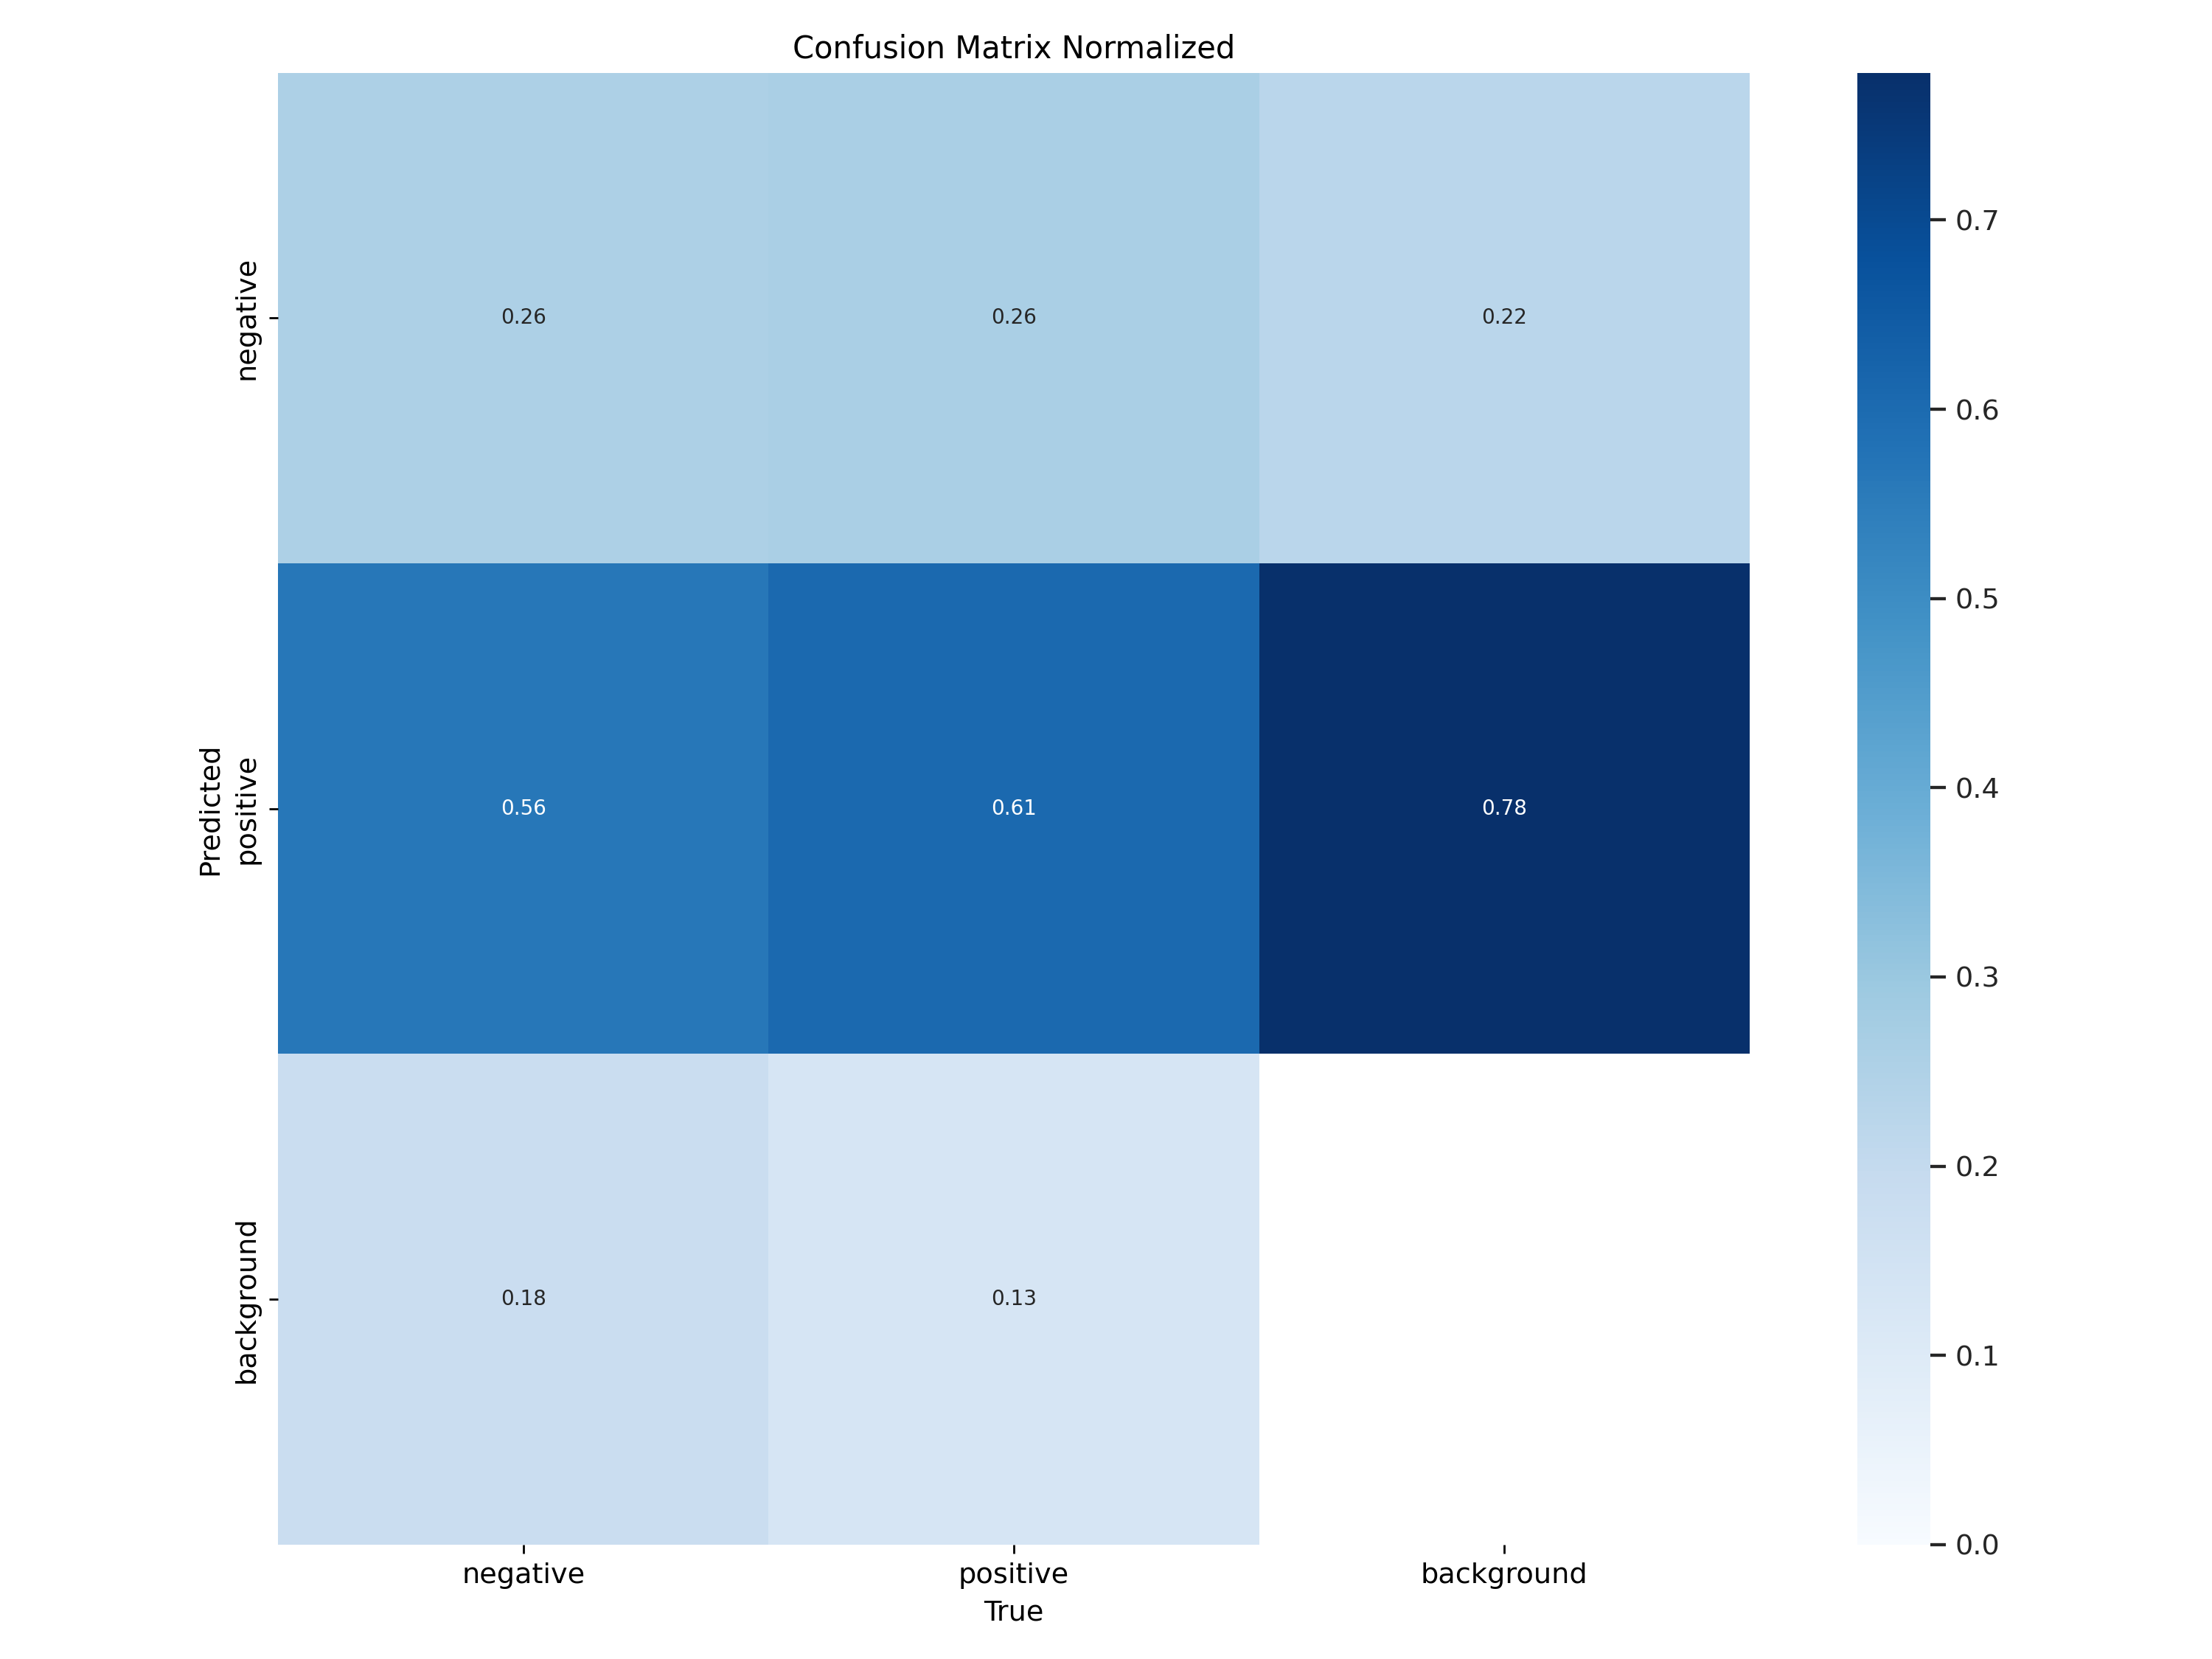 Confusion Matrix Normalized
negative
0.26 0.26 0.22
Predicted
positive
0.56 0.61 0.78
background
0.18 0.13
negative positive background
True
0.7
0.6
0.5
0.4
0.3
0.2
0.1
0.0